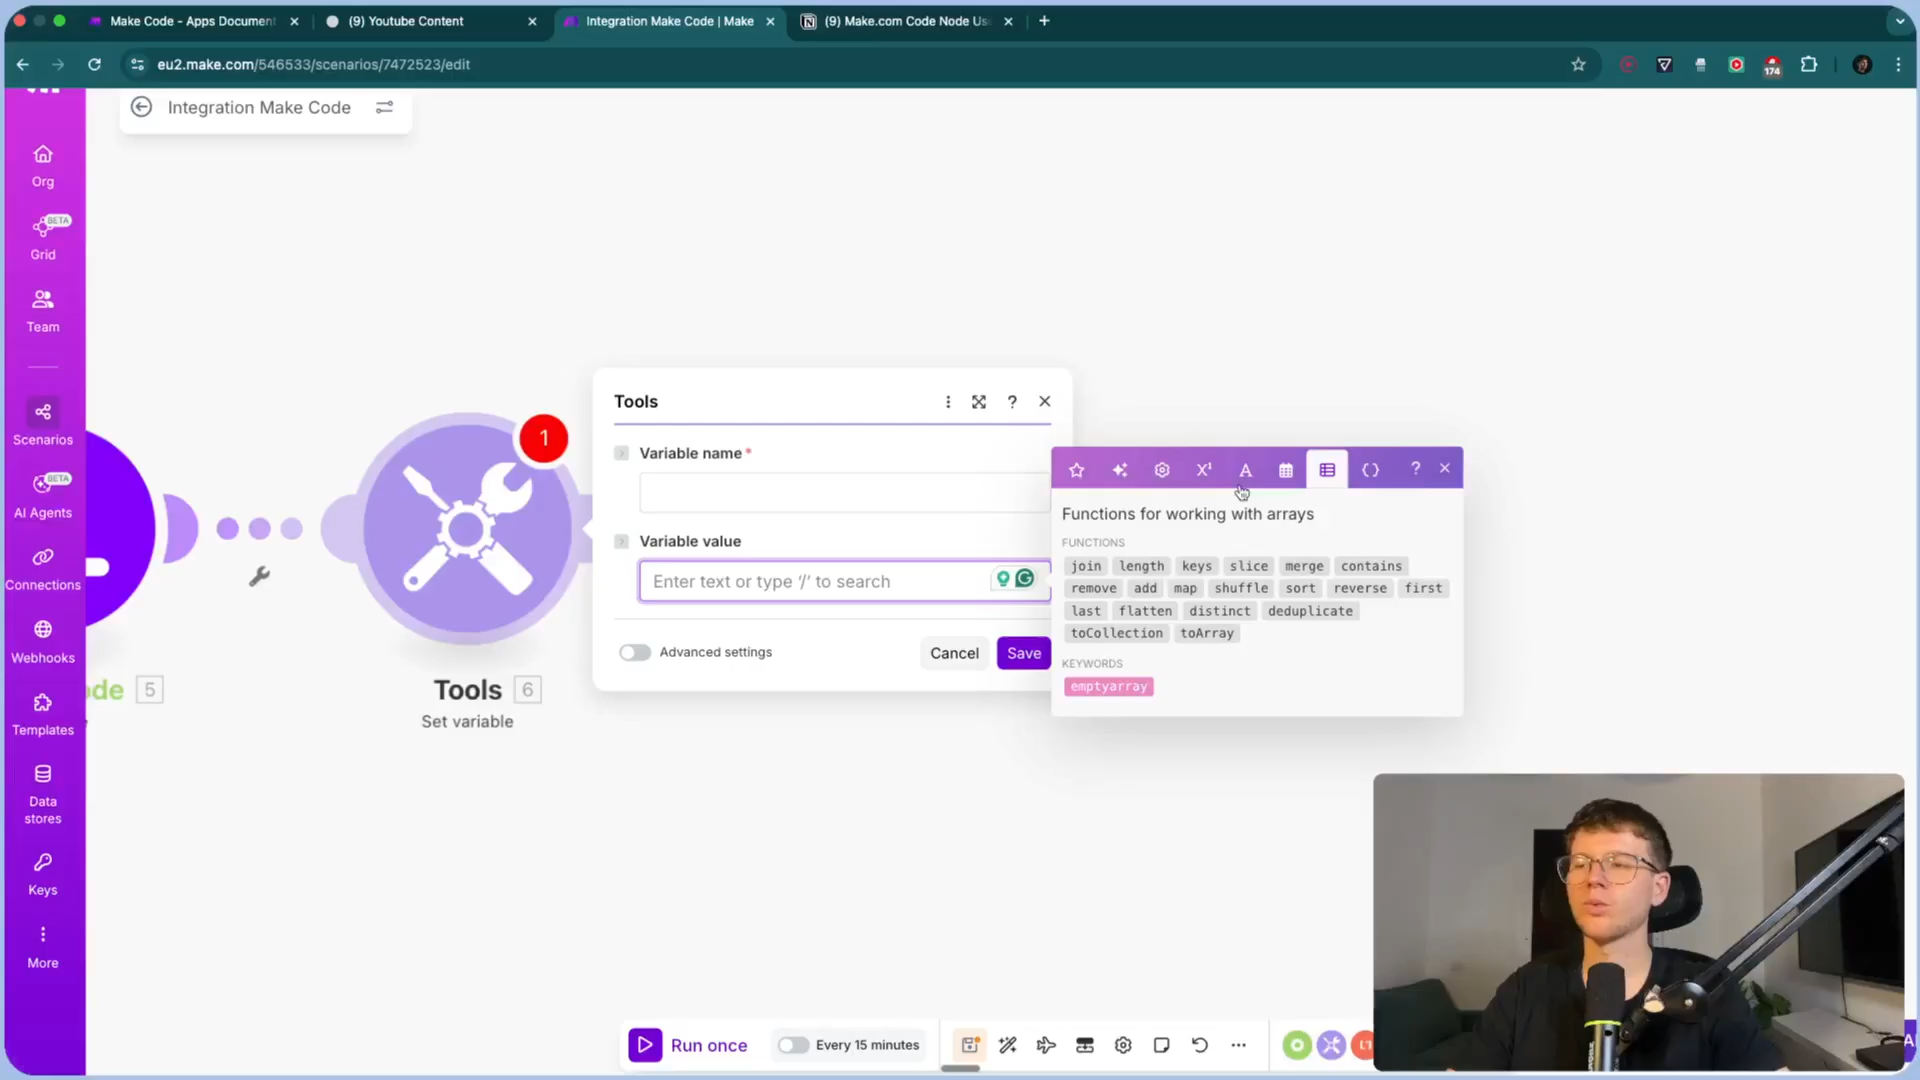 Make Code - Apps Document
(9) Youtube Content
Integration Make Code | Make
(9) Make.com Code Node Us
eu2.make.com/546533/scenarios/7472523/edit
174
Integration Make Code
Org
BETA
Grid
Team
Scenarios
BETA
AI Agents
Connections
Webhooks
Templates
Data
stores
Keys
More
ode 5
1
Tools 6
Set variable
Tools
?
Variable name *
Variable value
Enter text or type '/' to search
Advanced settings
Cancel
Save
X¹
A
?
Functions for working with arrays
FUNCTIONS
join length keys slice merge contains
remove add map shuffle sort reverse first
last flatten distinct deduplicate
toCollection toArray
KEYWORDS
emptyarray
Run once
Every 15 minutes